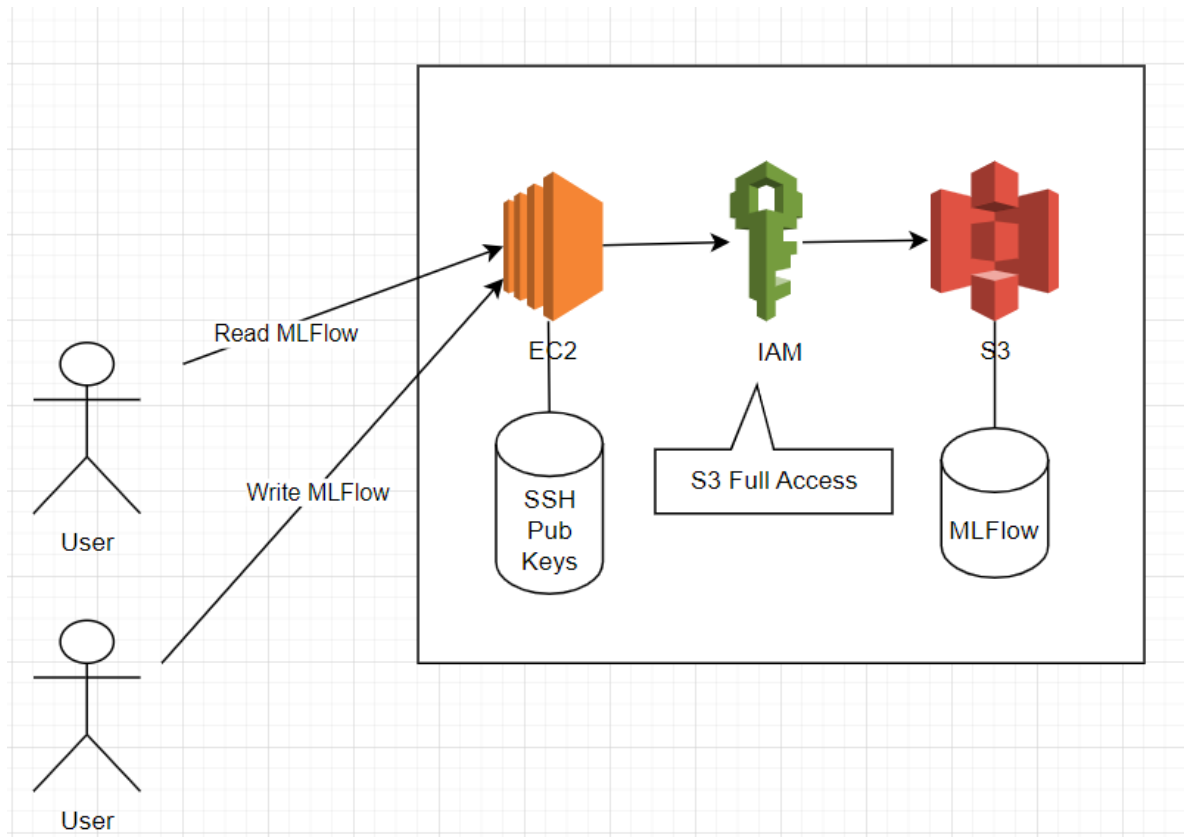 Read MLFlow
EC2
IAM
S3
User
Write MLFlow
SSH
Pub
Keys
S3 Full Access
MLFlow
User